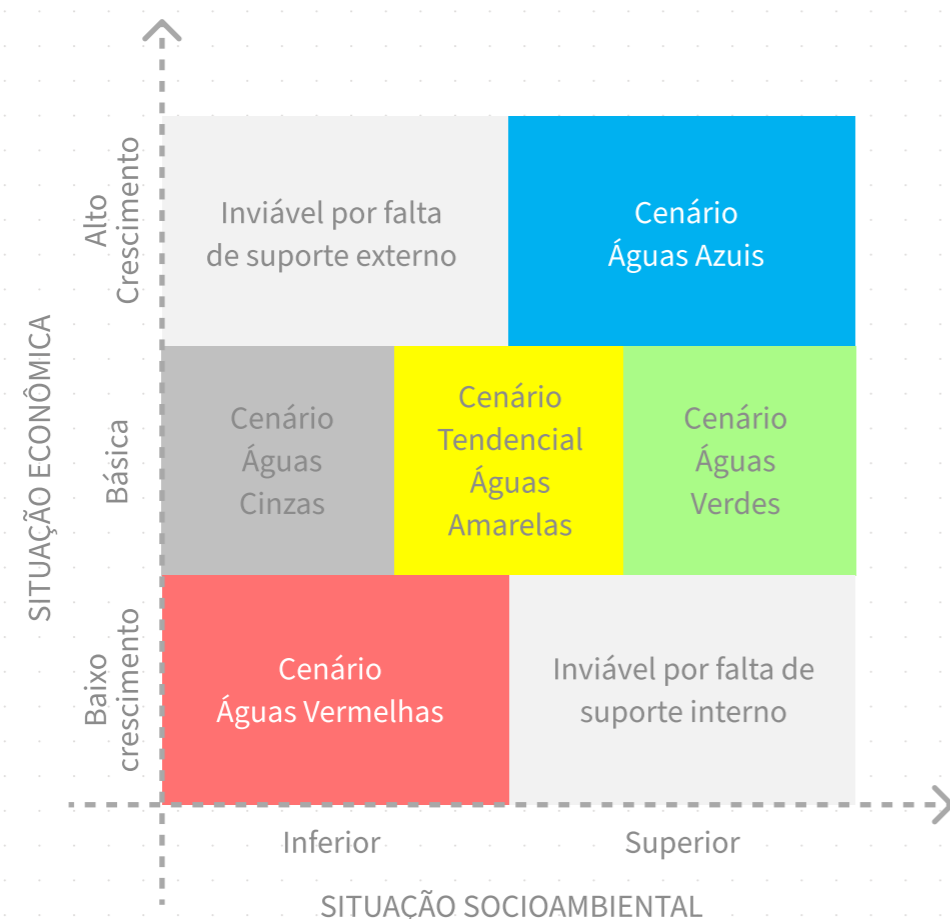 SITUAÇÃO ECONÔMICA
Alto
Crescimento
Inviável por falta
de suporte externo
Cenário
Águas Azuis
Básica
Cenário
Águas
Cinzas
Cenário
Tendencial
Águas
Amarelas
Cenário
Águas
Verdes
Baixo
crescimento
Cenário
Águas Vermelhas
Inviável por falta de
suporte interno
Inferior
Superior
SITUAÇÃO SOCIOAMBIENTAL